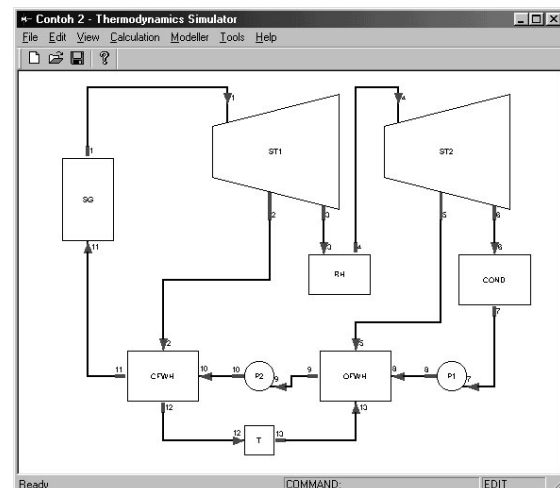 Contoh 2 - Thermodynamics Simulator
File Edit View Calculation Modeller Tools Help
1
1
4
ST1
ST2
SG
11
2
3
3
RH
4
5
6
6
COND
7
2
5
11
CFWH
10
10
P2
9
9
OFWH
8
8
P1
7
12
13
12
T
13
Ready
COMMAND:
EDIT